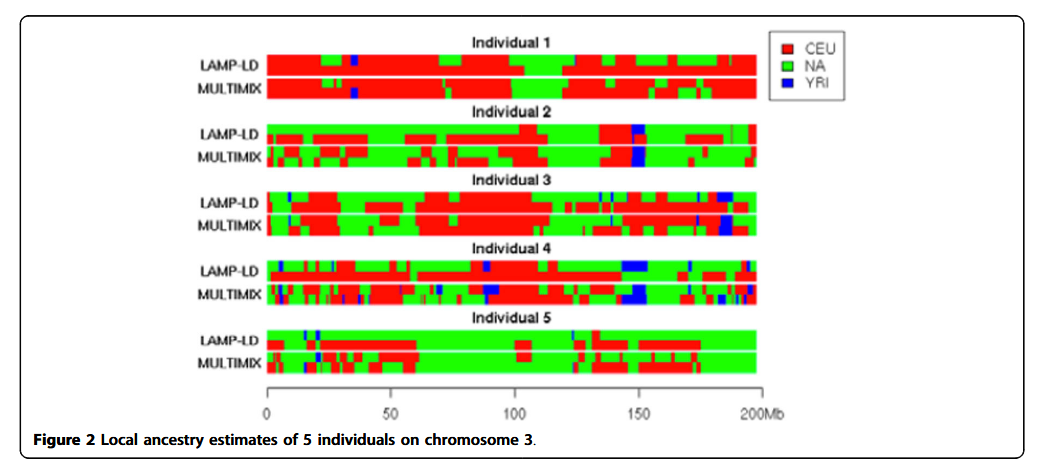 Individual 1
LAMP-LD
MULTIMIX
CEU
NA
YRI
Individual 2
LAMP-LD
MULTIMIX
Individual 3
LAMP-LD
MULTIMIX
Individual 4
LAMP-LD
MULTIMIX
Individual 5
LAMP-LD
MULTIMIX
0 50 100 150 200Mb
Figure 2 Local ancestry estimates of 5 individuals on chromosome 3.